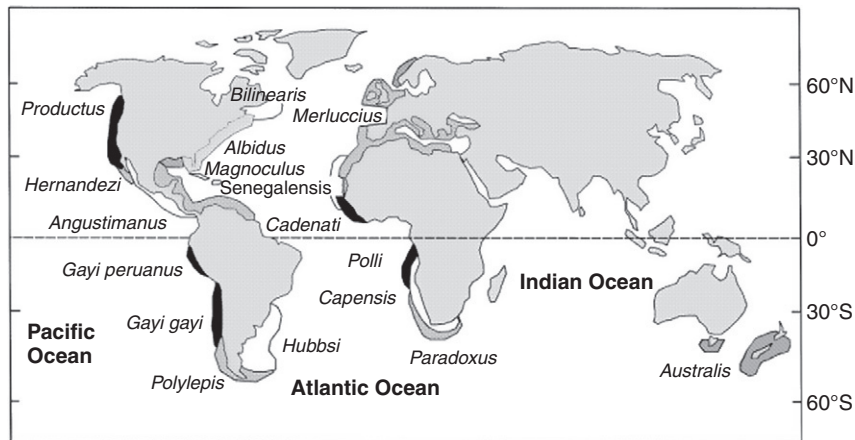 60°N
Bilinearis
Productus
Merluccius
Albidus
30°N
Magnoculus
Hernandezi
Senegalensis
Angustimanus
Cadenati
0°
Gayi peruanus
Polli
Indian Ocean
Capensis
30°S
Gayi gayi
Pacific
Ocean
Hubbsi
Paradoxus
Australis
Polylepis
Atlantic Ocean
60°S